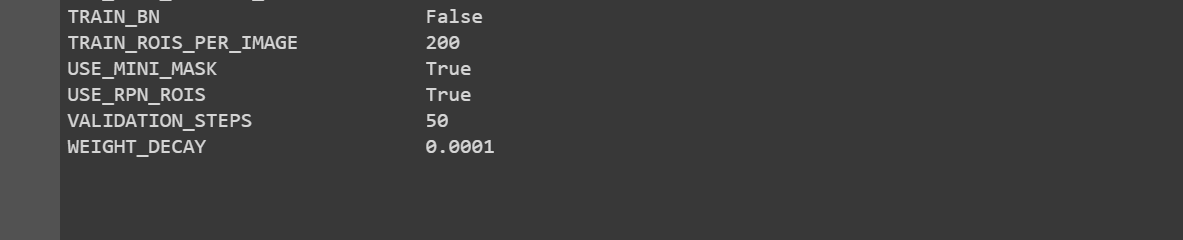 TRAIN_BN False
TRAIN_ROIS_PER_IMAGE 200
USE_MINI_MASK True
USE_RPN_ROIS True
VALIDATION_STEPS 50
WEIGHT_DECAY 0.0001